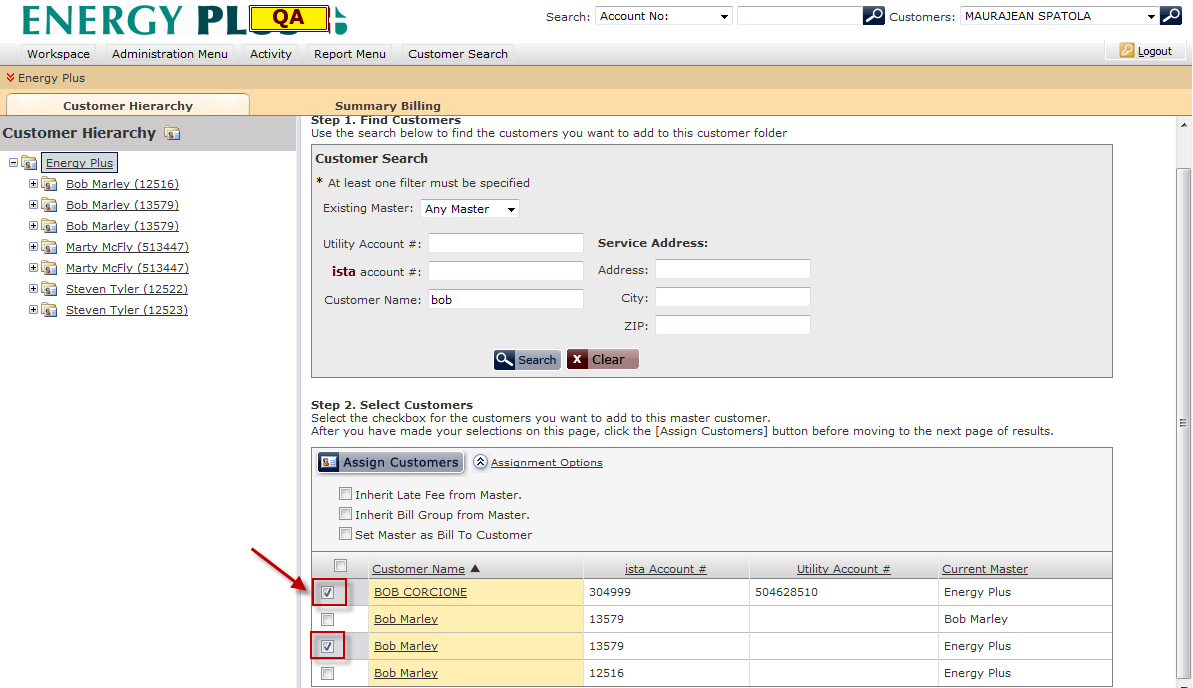 ENERGY PLUS QA
Search: Account No: Customers: MAURAJEAN SPATOLA
Workspace Administration Menu Activity Report Menu Customer Search Logout
Energy Plus
Customer Hierarchy Summary Billing
Customer Hierarchy
Energy Plus
Bob Marley (12516)
Bob Marley (13579)
Bob Marley (13579)
Marty McFly (513447)
Marty McFly (513447)
Steven Tyler (12522)
Steven Tyler (12523)
Step 1. Find Customers
Use the search below to find the customers you want to add to this customer folder
Customer Search
* At least one filter must be specified
Existing Master: Any Master
Utility Account #: Service Address:
ista account #: Address:
Customer Name: bob City:
ZIP:
Search X Clear
Step 2. Select Customers
Select the checkbox for the customers you want to add to this master customer.
After you have made your selections on this page, click the [Assign Customers] button before moving to the next page of results.
Assign Customers Assignment Options
Inherit Late Fee from Master.
Inherit Bill Group from Master.
Set Master as Bill To Customer
Customer Name ista Account # Utility Account # Current Master
BOB CORCIONE 304999 504628510 Energy Plus
Bob Marley 13579 Bob Marley
Bob Marley 13579 Energy Plus
Bob Marley 12516 Energy Plus